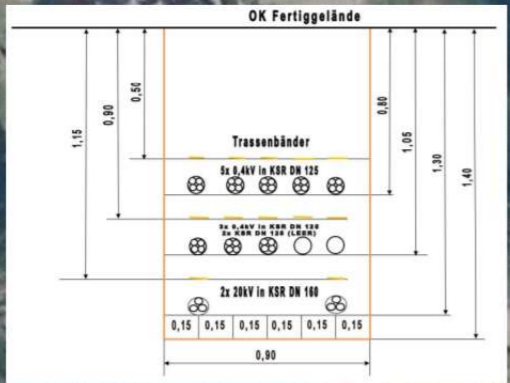 OK Fertiggelände
0,50
0,90
1,15
0,80
1,05
1,30
1,40
Trassenbänder
5x 0,4kV in KSR DN 125
3x 0,4kV in KSR DN 125
2x KSR DN 125 (LEER)
2x 20kV in KSR DN 160
0,15 0,15 0,15 0,15 0,15 0,15
0,90